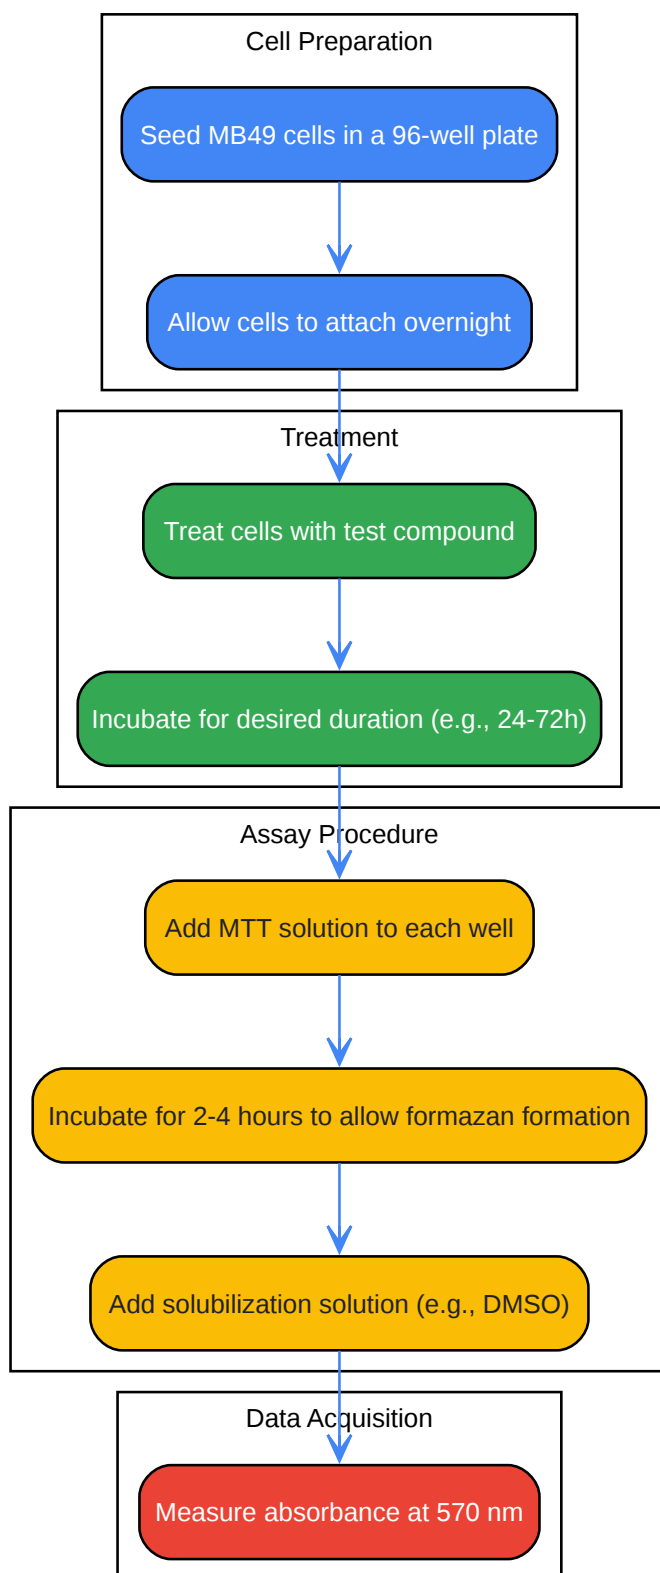 Cell Preparation
Seed MB49 cells in a 96-well plate
Allow cells to attach overnight
Treatment
Treat cells with test compound
Incubate for desired duration (e.g., 24-72h)
Assay Procedure
Add MTT solution to each well
Incubate for 2-4 hours to allow formazan formation
Add solubilization solution (e.g., DMSO)
Data Acquisition
Measure absorbance at 570 nm